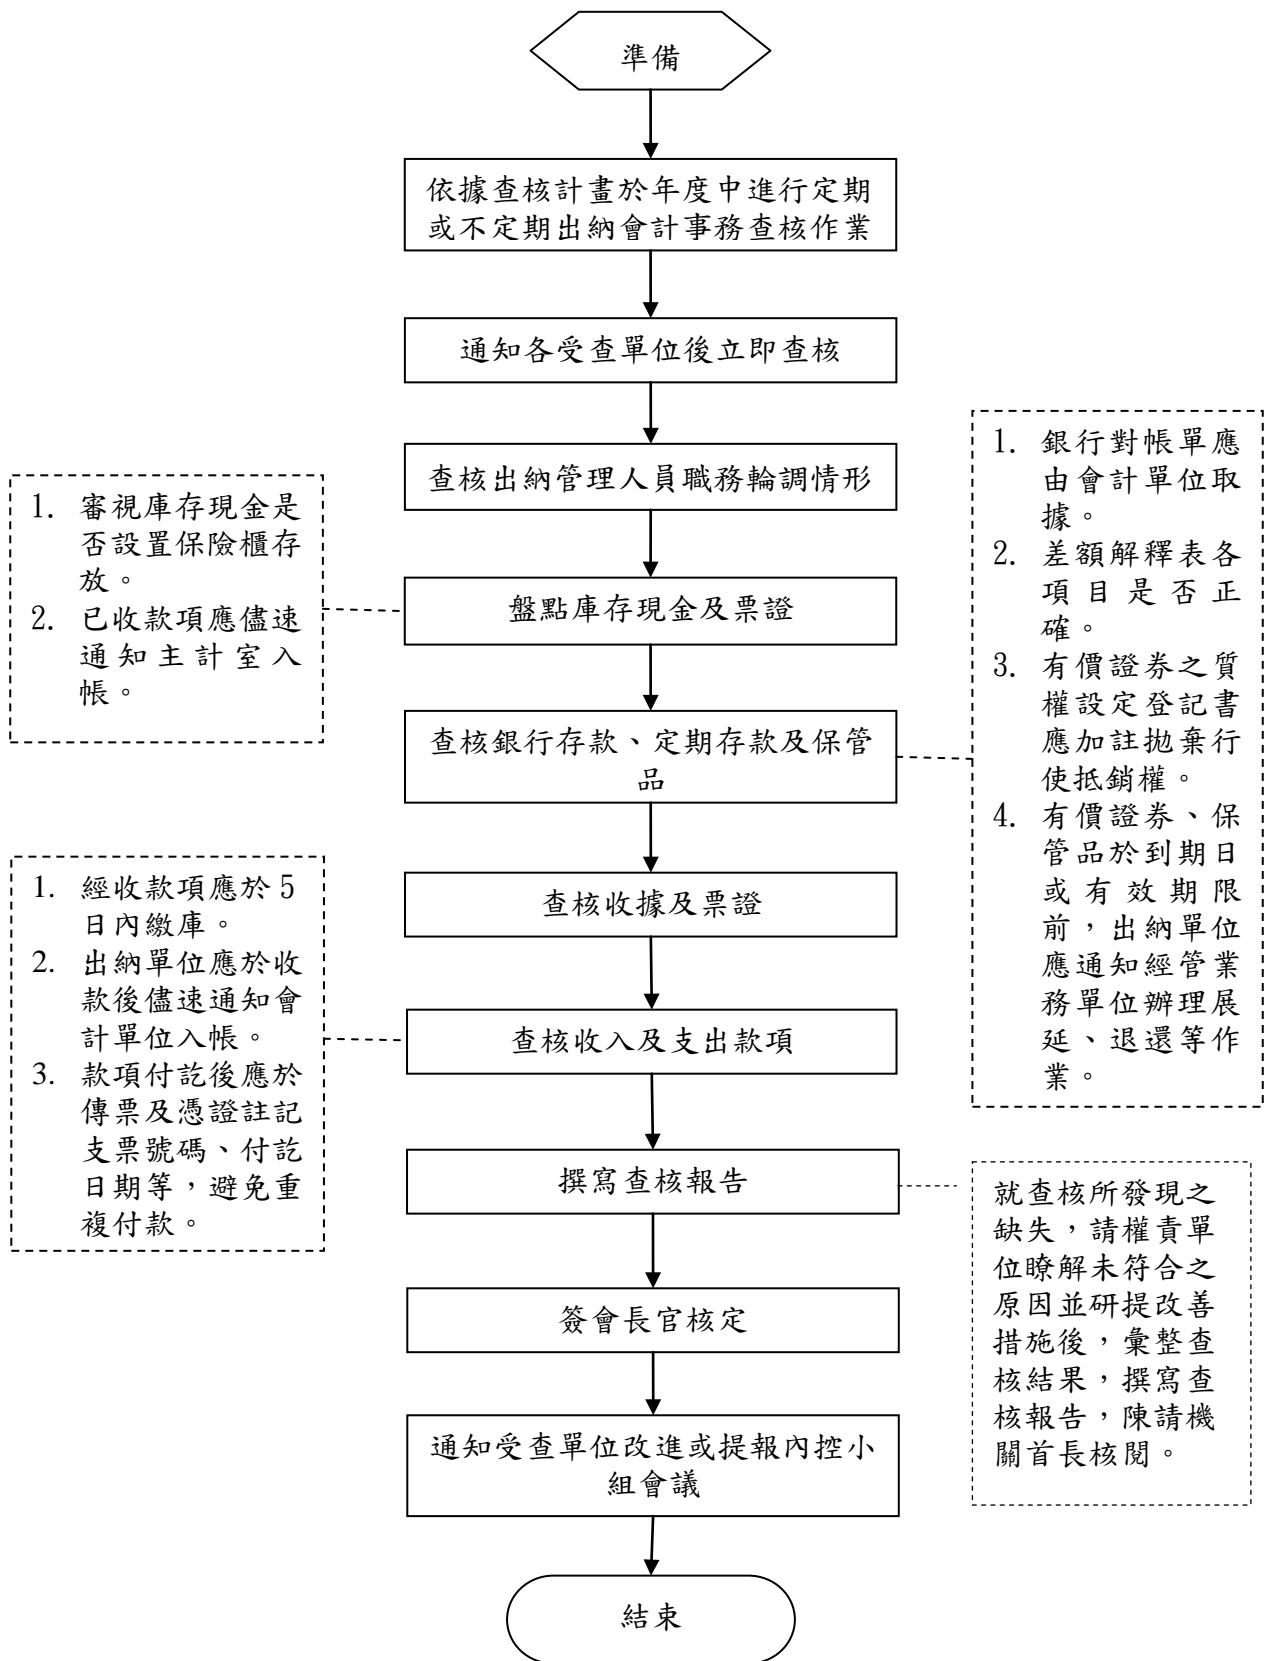 準備
依據查核計畫於年度中進行定期
或不定期出納會計事務查核作業
通知各受查單位後立即查核
查核出納管理人員職務輪調情形
1. 審視庫存現金是
否設置保險櫃存
放。
2. 已收款項應儘速
通知主計室入
帳。
盤點庫存現金及票證
查核銀行存款、定期存款及保管
品
1. 銀行對帳單應
由會計單位取
據。
2. 差額解釋表各
項目是否正
確。
3. 有價證券之質
權設定登記書
應加註拋棄行
使抵銷權。
4. 有價證券、保
管品於到期日
或有效期限
前，出納單位
應通知經管業
務單位辦理展
延、退還等作
業。
查核收據及票證
1. 經收款項應於 5
日內繳庫。
2. 出納單位應於收
款後儘速通知會
計單位入帳。
3. 款項付訖後應於
傳票及憑證註記
支票號碼、付訖
日期等，避免重
複付款。
查核收入及支出款項
撰寫查核報告
就查核所發現之
缺失，請權責單
位瞭解未符合之
原因並研提改善
措施後，彙整查
核結果，撰寫查
核報告，陳請機
關首長核閱。
簽會長官核定
通知受查單位改進或提報內控小
組會議
結束